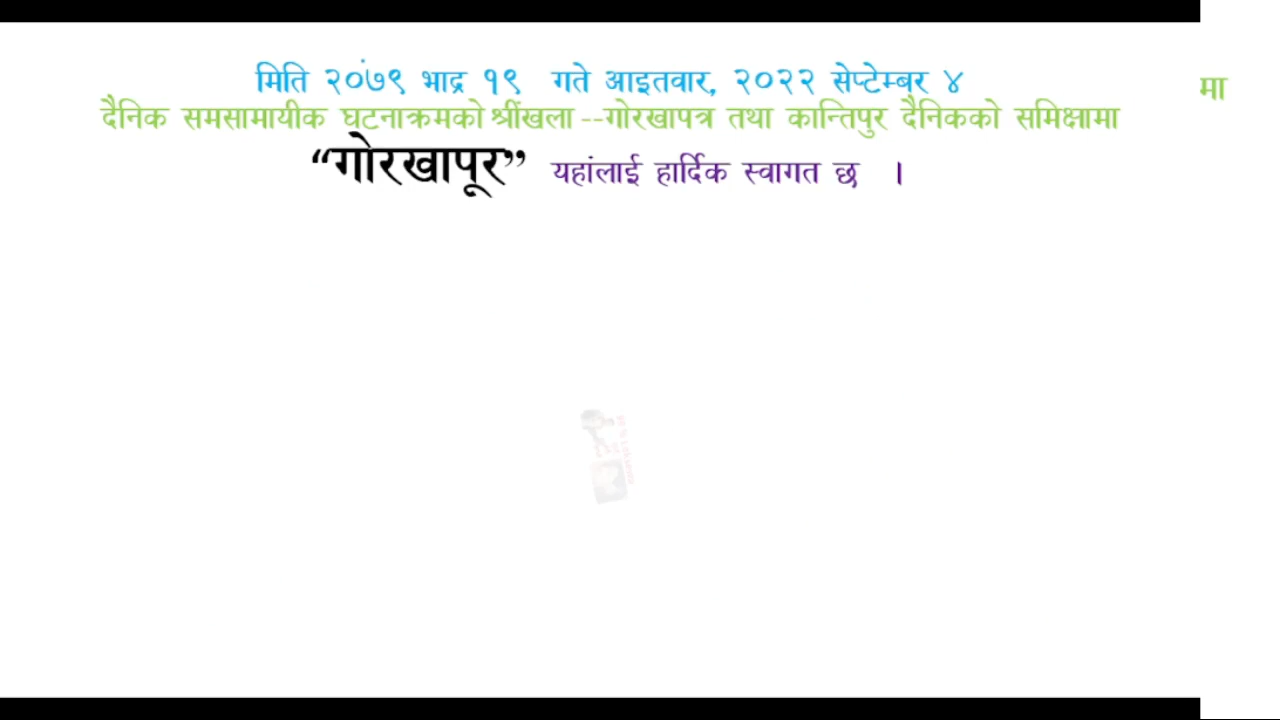 मिति २०७९ भाद्र १९ गते आइतवार, २०२२ सेप्टेम्बर ४
दैनिक समसामायीक घटनाक्रमको श्रींखला --गोरखापत्र तथा कान्तिपुर दैनिकको समिक्षामा
मा
“गोरखापूर” यहांलाई हार्दिक स्वागत छ ।